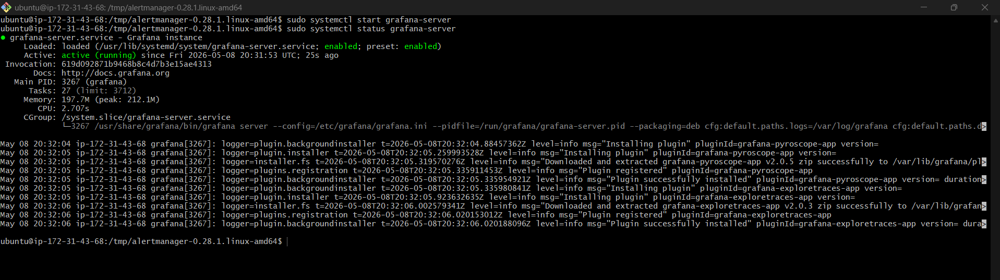 ubuntu@ip-172-31-43-68: /tmp/alertmanager-0.28.1.linux-amd64
ubuntu@ip-172-31-43-68:/tmp/alertmanager-0.28.1.linux-amd64$ sudo systemctl start grafana-server
ubuntu@ip-172-31-43-68:/tmp/alertmanager-0.28.1.linux-amd64$ sudo systemctl status grafana-server
● grafana-server.service - Grafana instance
     Loaded: loaded (/usr/lib/systemd/system/grafana-server.service; enabled; preset: enabled)
     Active: active (running) since Fri 2026-05-08 20:31:53 UTC; 25s ago
 Invocation: 619d092871b9468b8c4d7b3e15ae4313
       Docs: http://docs.grafana.org
   Main PID: 3267 (grafana)
      Tasks: 27 (limit: 3712)
     Memory: 197.7M (peak: 212.1M)
        CPU: 2.707s
     CGroup: /system.slice/grafana-server.service
             └─3267 /usr/share/grafana/bin/grafana server --config=/etc/grafana/grafana.ini --pidfile=/run/grafana/grafana-server.pid --packaging=deb cfg:default.paths.logs=/var/log/grafana cfg:default.paths.d>
May 08 20:32:04 ip-172-31-43-68 grafana[3267]: logger=plugin.backgroundinstaller t=2026-05-08T20:32:04.88457362Z level=info msg="Installing plugin" pluginId=grafana-pyroscope-app version=
May 08 20:32:05 ip-172-31-43-68 grafana[3267]: logger=plugin.installer t=2026-05-08T20:32:05.259993528Z level=info msg="Installing plugin" pluginId=grafana-pyroscope-app version=
May 08 20:32:05 ip-172-31-43-68 grafana[3267]: logger=installer.fs t=2026-05-08T20:32:05.319570276Z level=info msg="Downloaded and extracted grafana-pyroscope-app v2.0.5 zip successfully to /var/lib/grafana/pl>
May 08 20:32:05 ip-172-31-43-68 grafana[3267]: logger=plugins.registration t=2026-05-08T20:32:05.335911453Z level=info msg="Plugin registered" pluginId=grafana-pyroscope-app
May 08 20:32:05 ip-172-31-43-68 grafana[3267]: logger=plugin.backgroundinstaller t=2026-05-08T20:32:05.335954921Z level=info msg="Plugin successfully installed" pluginId=grafana-pyroscope-app version= duration>
May 08 20:32:05 ip-172-31-43-68 grafana[3267]: logger=plugin.backgroundinstaller t=2026-05-08T20:32:05.335980841Z level=info msg="Installing plugin" pluginId=grafana-exploretraces-app version=
May 08 20:32:05 ip-172-31-43-68 grafana[3267]: logger=plugin.installer t=2026-05-08T20:32:05.923632635Z level=info msg="Installing plugin" pluginId=grafana-exploretraces-app version=
May 08 20:32:06 ip-172-31-43-68 grafana[3267]: logger=installer.fs t=2026-05-08T20:32:06.002579341Z level=info msg="Downloaded and extracted grafana-exploretraces-app v2.0.3 zip successfully to /var/lib/grafan>
May 08 20:32:06 ip-172-31-43-68 grafana[3267]: logger=plugins.registration t=2026-05-08T20:32:06.020153012Z level=info msg="Plugin registered" pluginId=grafana-exploretraces-app
May 08 20:32:06 ip-172-31-43-68 grafana[3267]: logger=plugin.backgroundinstaller t=2026-05-08T20:32:06.020188096Z level=info msg="Plugin successfully installed" pluginId=grafana-exploretraces-app version= dura>
ubuntu@ip-172-31-43-68:/tmp/alertmanager-0.28.1.linux-amd64$